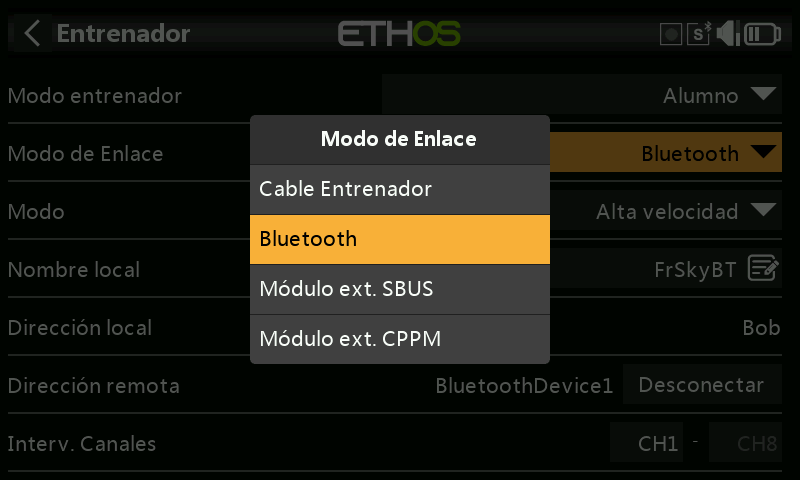 Entrenador
ETHOS
S
Modo entrenador
Alumno
Modo de Enlace
Bluetooth
Modo
Alta velocidad
Nombre local
FrSkyBT
Dirección local
Bob
Dirección remota
BluetoothDevice1
Desconectar
Interv. Canales
CH1 - CH8
Modo de Enlace
Cable Entrenador
Bluetooth
Módulo ext. SBUS
Módulo ext. CPPM